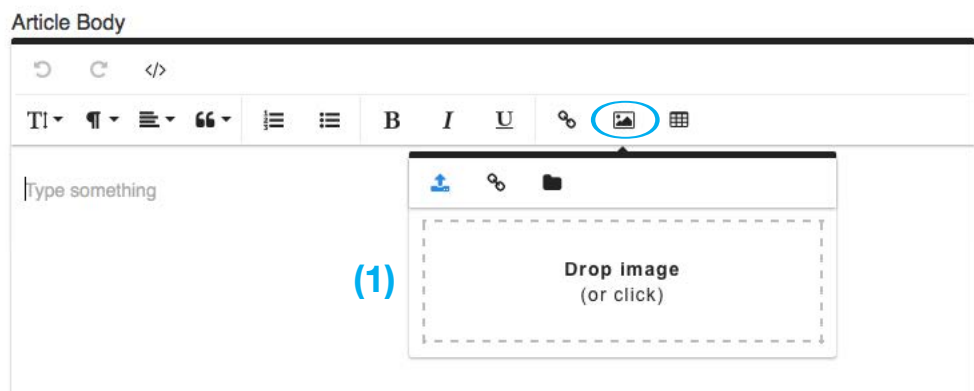 Article Body
</>
T B I U
Type something
(1)
Drop image
(or click)